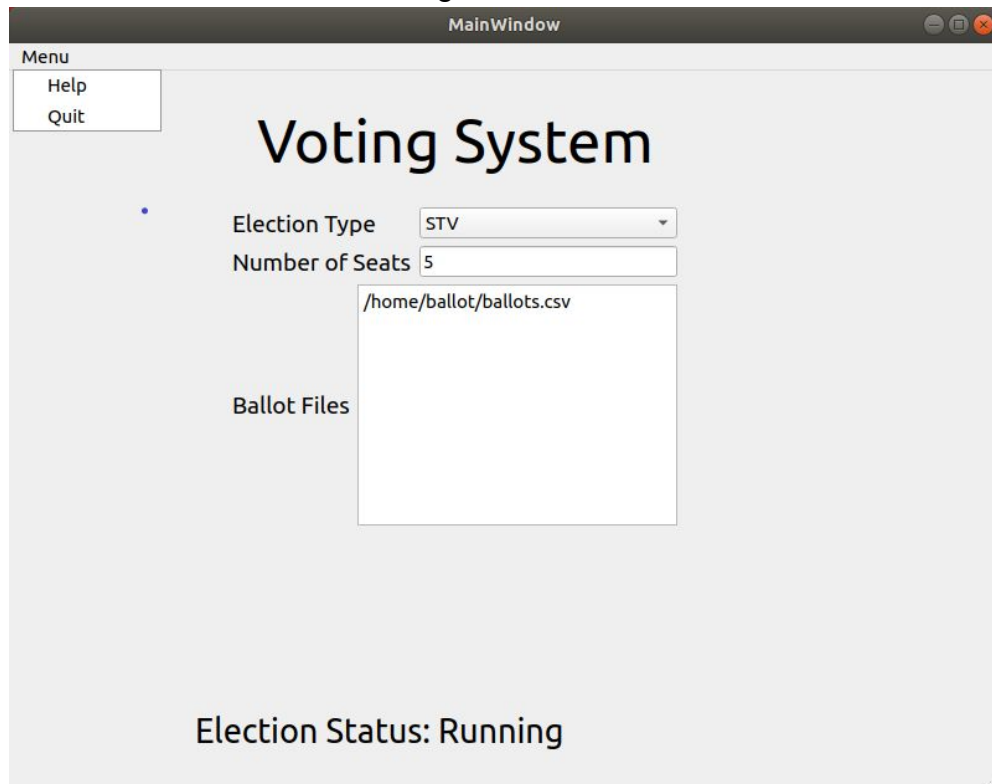 MainWindow
Menu
Help
Quit
Voting System
Election Type STV
Number of Seats 5
/home/ballot/ballots.csv
Ballot Files
Election Status: Running